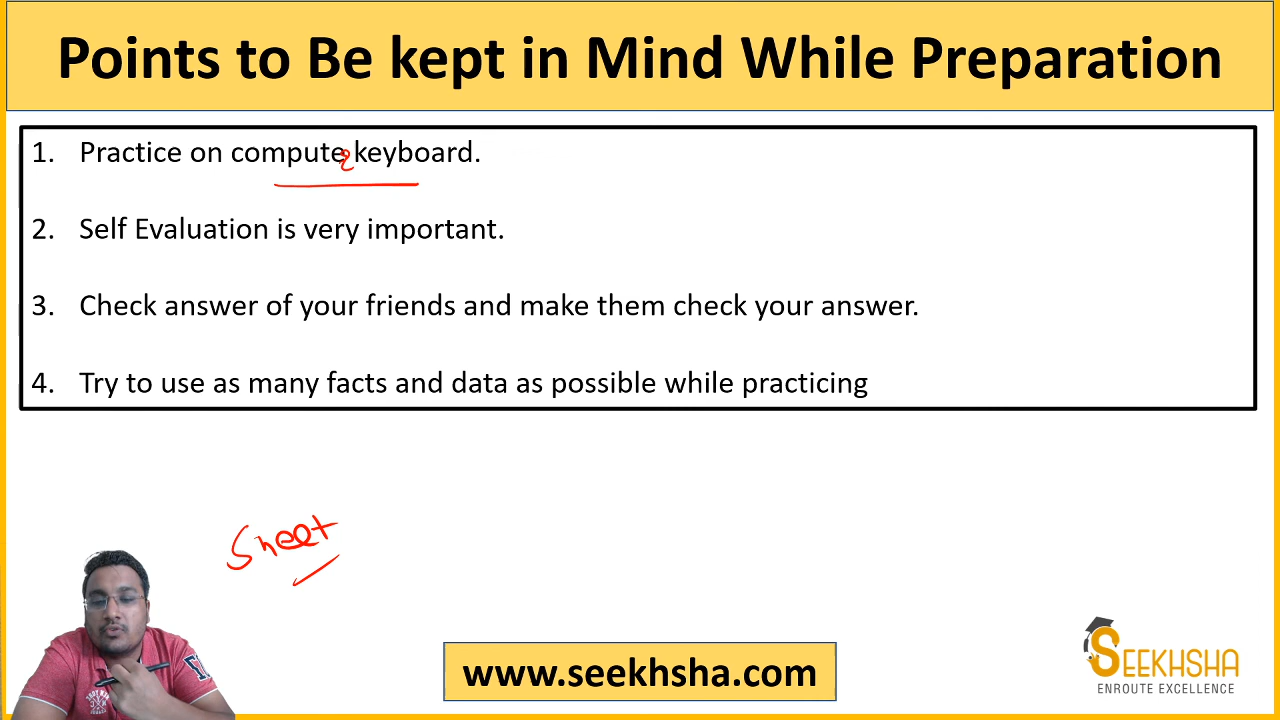 Points to Be kept in Mind While Preparation
1. Practice on compute2 keyboard.
2. Self Evaluation is very important.
3. Check answer of your friends and make them check your answer.
4. Try to use as many facts and data as possible while practicing
Sheet
www.seekhsha.com
SEEKHSHA
ENROUTE EXCELLENCE